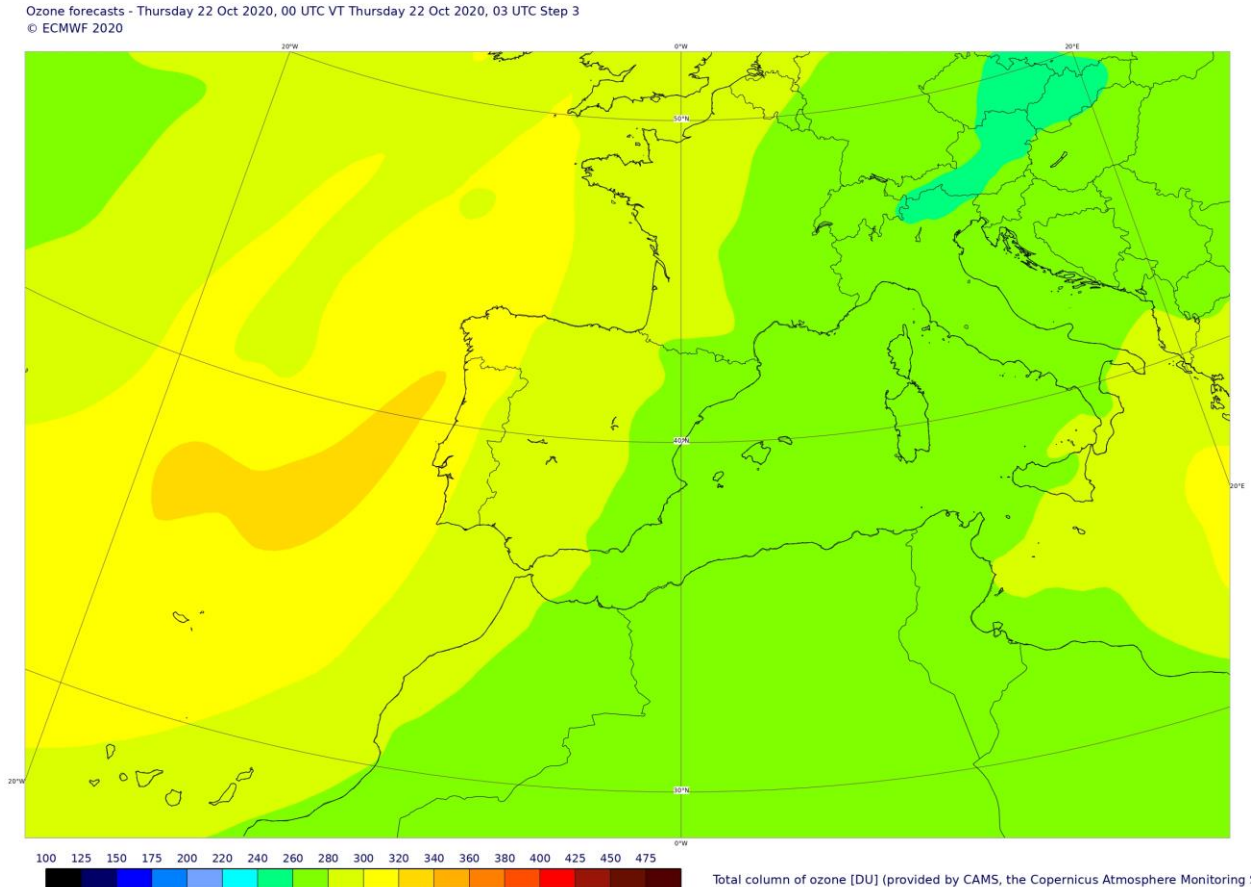 Ozone forecasts - Thursday 22 Oct 2020, 00 UTC VT Thursday 22 Oct 2020, 03 UTC Step 3
© ECMWF 2020
20°W 0°W 20°E
50°N
40°N
20°E
20°W
30°N
0°W
100 125 150 175 200 220 240 260 280 300 320 340 360 380 400 425 450 475
Total column of ozone [DU] (provided by CAMS, the Copernicus Atmosphere Monitoring